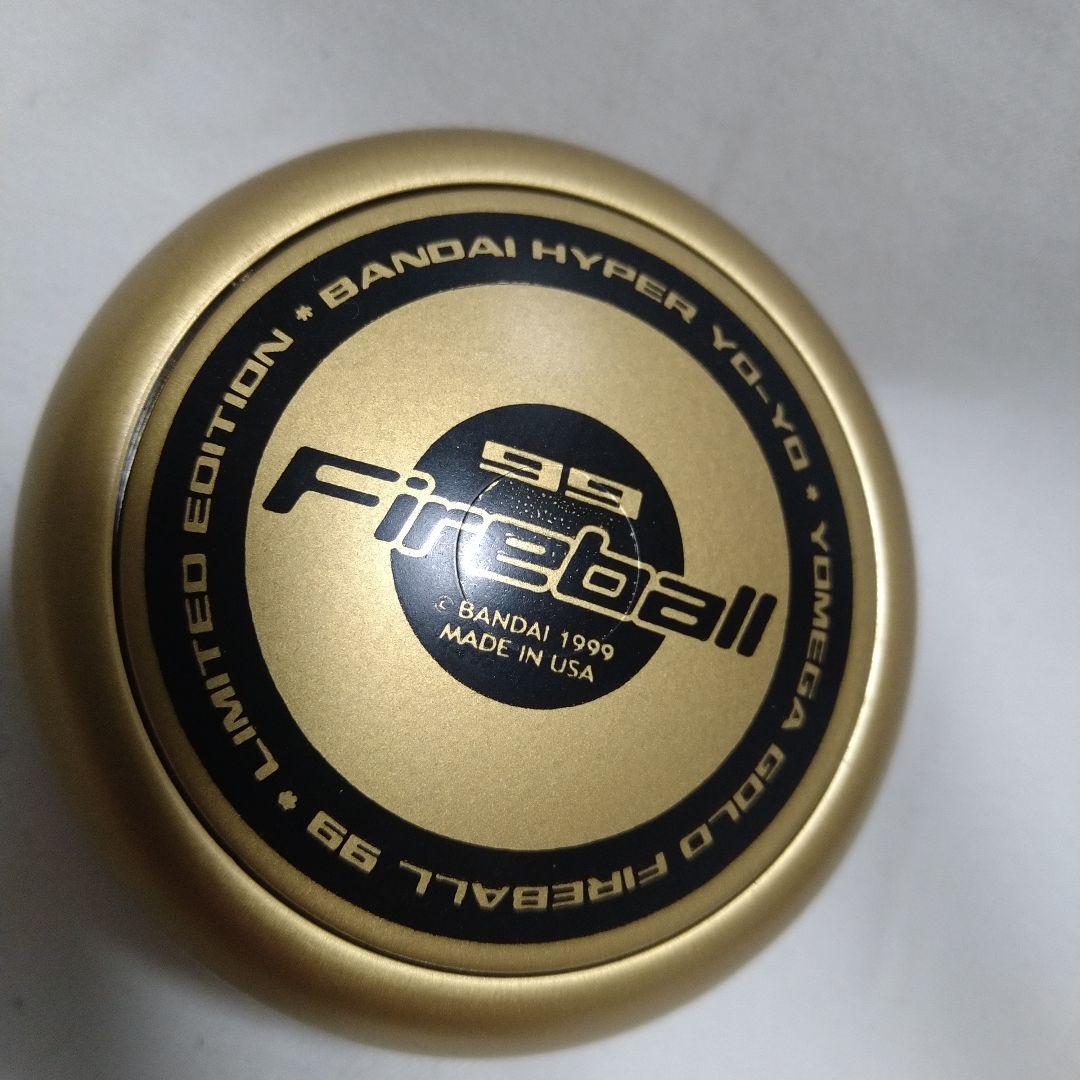 BANDAI HYPER YO-YO * YOMEGA GOLD FIREBALL 99 * LIMITED EDITION *
99
Fireball
© BANDAI 1999
MADE IN USA